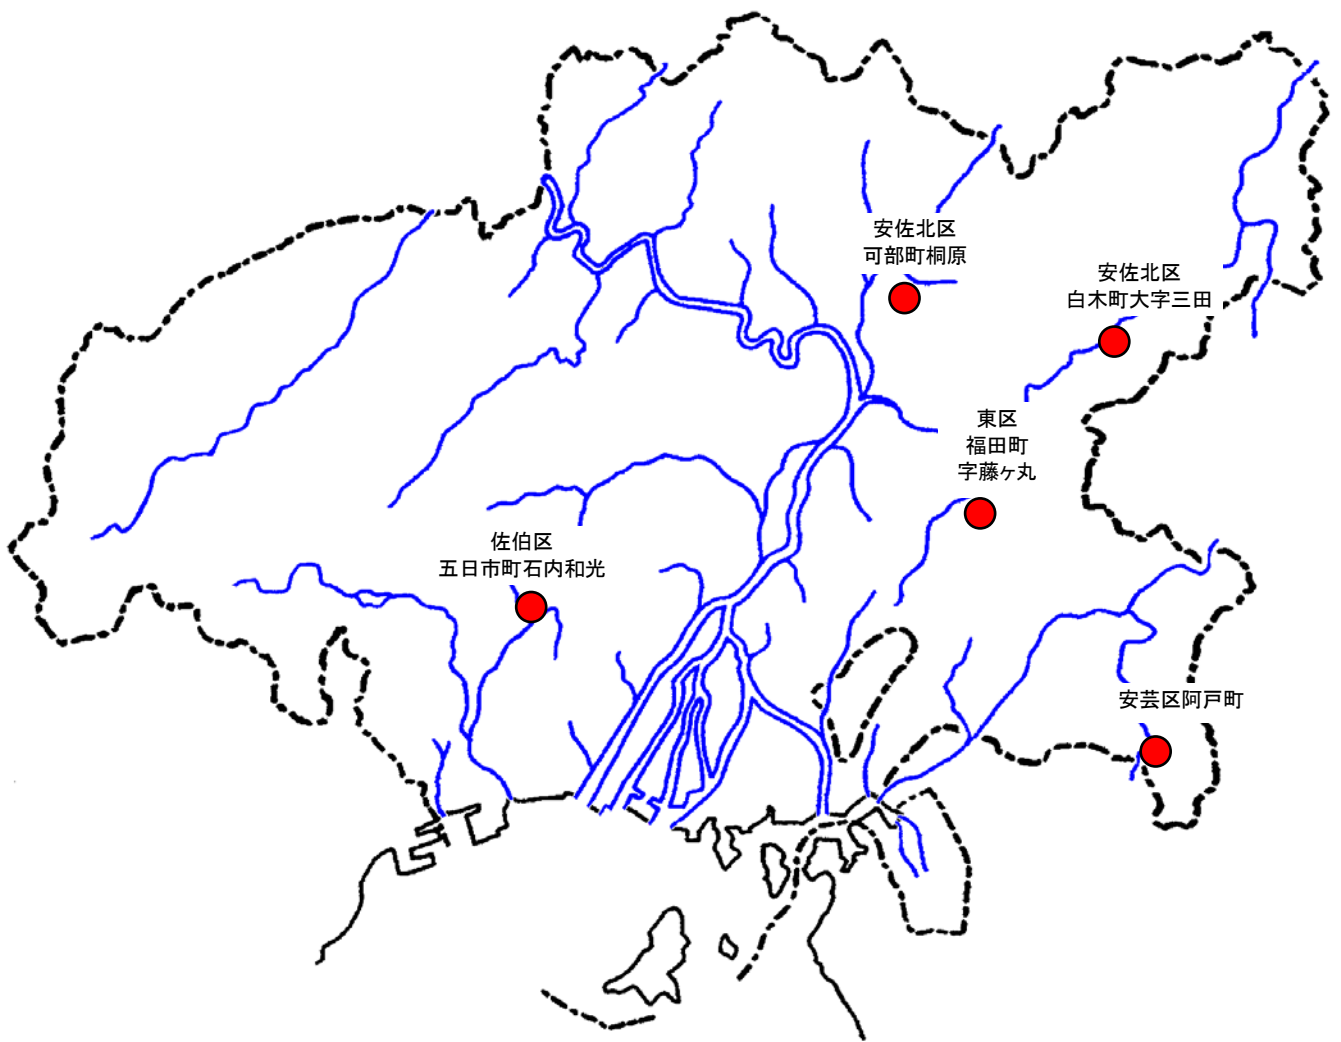 安佐北区
可部町桐原
安佐北区
白木町大字三田
東区
福田町
字藤ヶ丸
佐伯区
五日市町石内和光
安芸区阿戸町